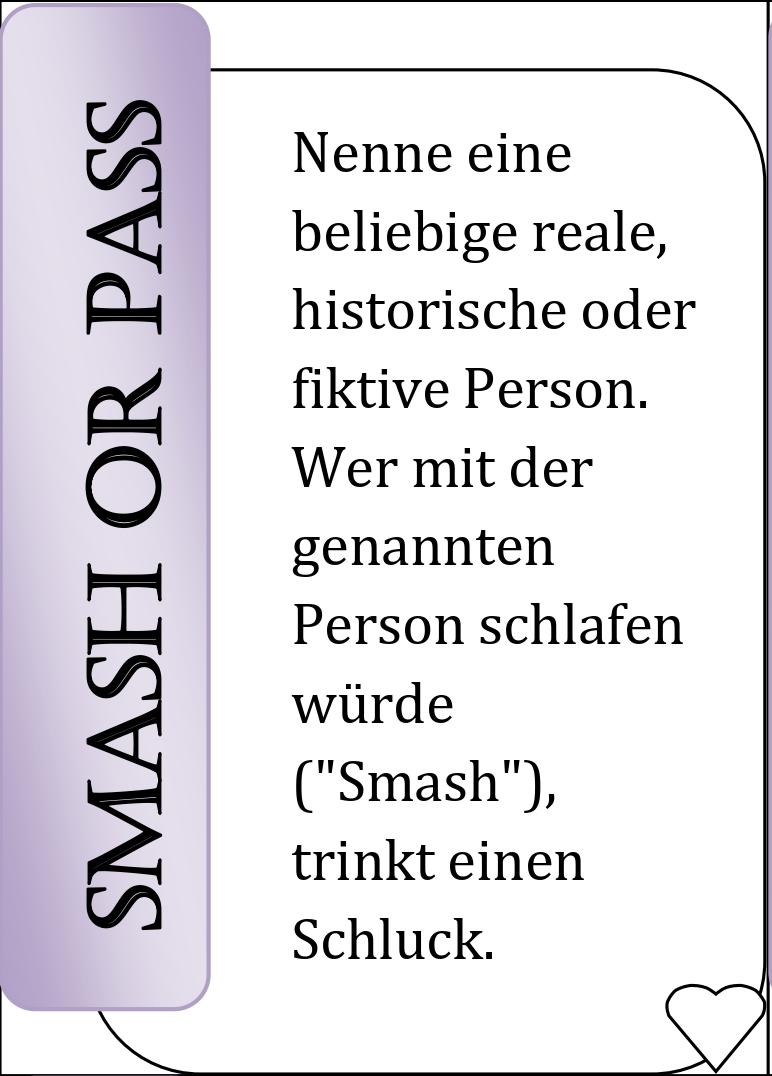 SMASH OR PASS
Nenne eine
beliebige reale,
historische oder
fiktive Person.
Wer mit der
genannten
Person schlafen
würde
("Smash"),
trinkt einen
Schluck.